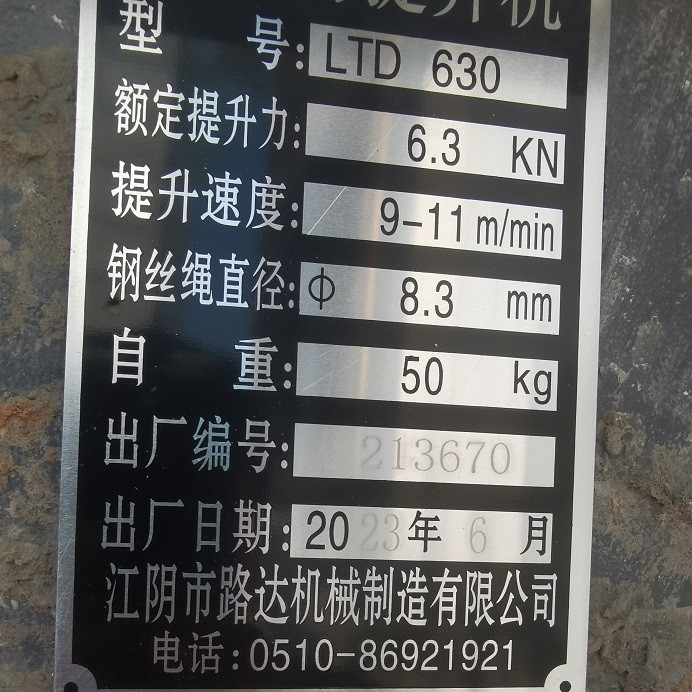 提升机
型 号: LTD 630
额定提升力: 6.3 KN
提升速度: 9-11 m/min
钢丝绳直径: ф 8.3 mm
自 重: 50 kg
出厂编号: 213670
出厂日期: 2023年 6 月
江阴市路达机械制造有限公司
电话:0510-86921921